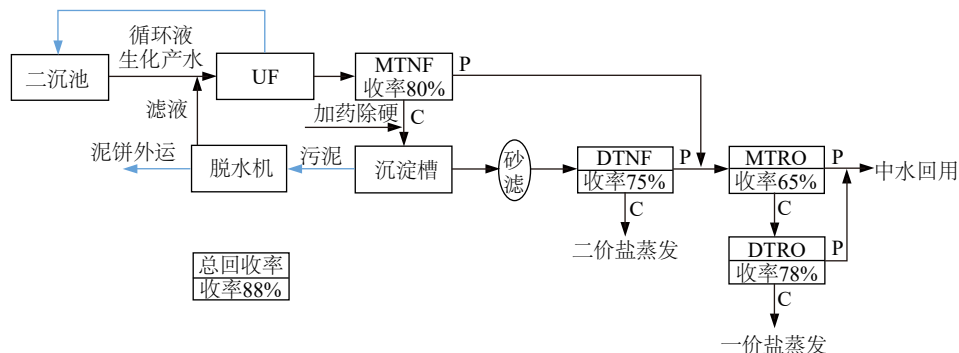 循环液
生化产水
二沉池
UF
MTNF
收率80%
P
滤液
加药除硬
C
泥饼外运
脱水机
污泥
沉淀槽
砂滤
DTNF
收率75%
P
MTRO
收率65%
P
中水回用
C
C
二价盐蒸发
DTRO
收率78%
P
总回收率
收率88%
C
一价盐蒸发